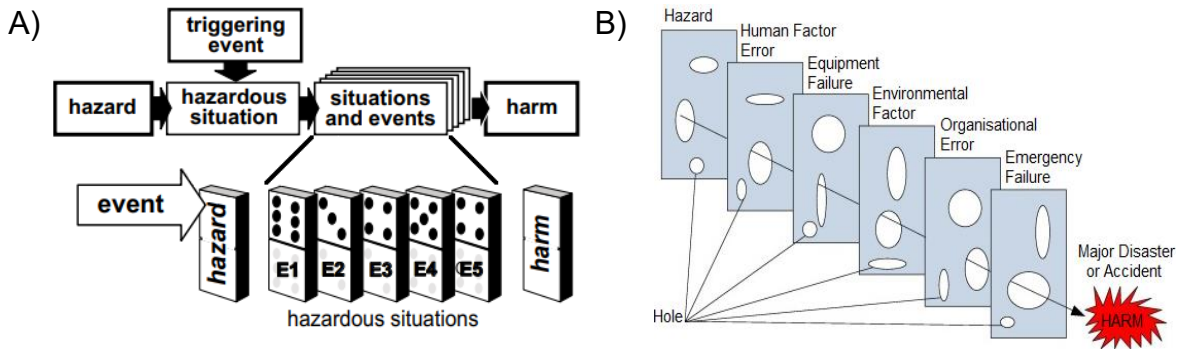 A)
triggering
event
hazard
hazardous
situation
situations
and events
harm
event
hazard
E1
E2
E3
E4
E5
harm
hazardous situations
B)
Hazard
Human Factor
Error
Equipment
Failure
Environmental
Factor
Organisational
Error
Emergency
Failure
Major Disaster
or Accident
HARM
Hole